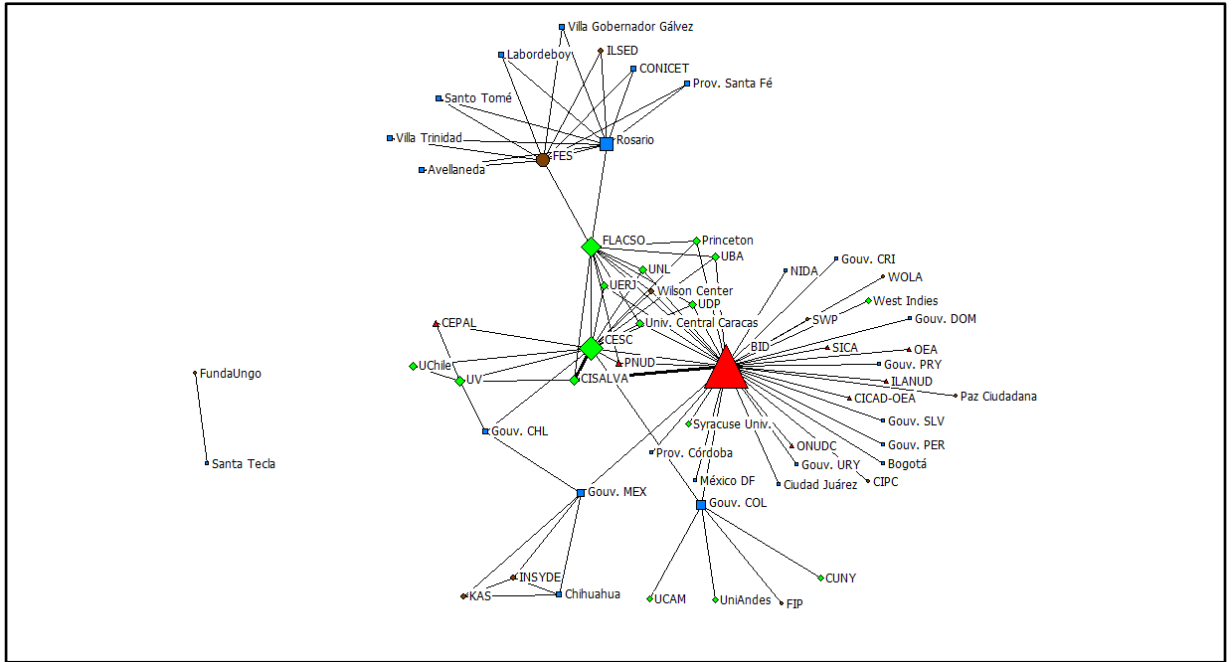 Villa Gobernador Gálvez
Labordeboy
ILSED
CONICET
Prov. Santa Fé
Santo Tomé
Villa Trinidad
Rosario
FES
Avellaneda
FLACSO
Princeton
UBA
UNL
Gouv. CRI
NIDA
WOLA
UERJ
Wilson Center
UDP
West Indies
CEPAL
Univ. Central Caracas
SWP
Gouv. DOM
CESC
BID
SICA
OEA
UChile
PNUD
Gouv. PRY
FundaUngo
UV
CISALVA
ILANUD
CICAD-OEA
Paz Ciudadana
Gouv. CHL
Syracuse Univ.
Gouv. SLV
Prov. Córdoba
ONUDC
Gouv. PER
Santa Tecla
Gouv. URY
Bogotá
México DF
Ciudad Juárez
CIPC
Gouv. MEX
Gouv. COL
INSYDE
CUNY
KAS
Chihuahua
UCAM
UniAndes
FIP